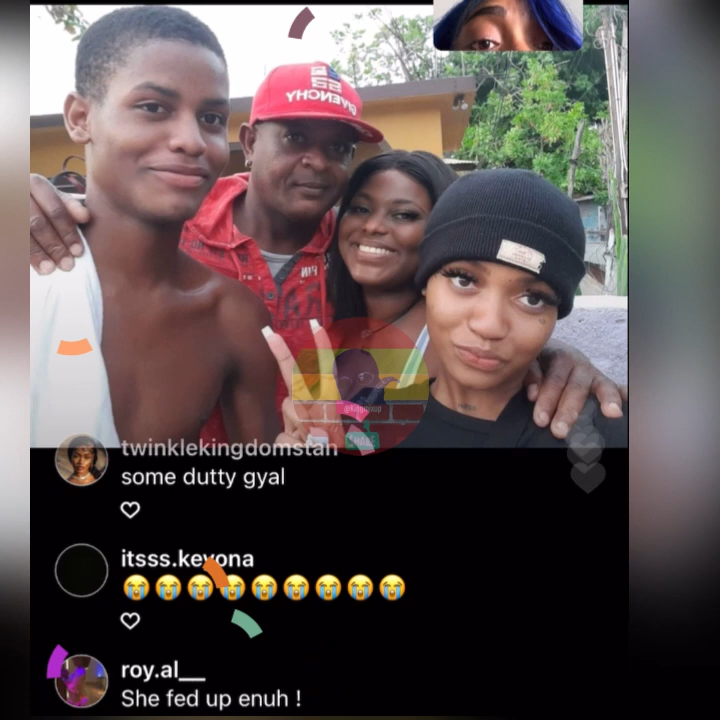 GIVENCHY
twinklekingdomstan
some dutty gyal
itsss.keyona
😭😭😭😭😭😭😭😭😭
roy.al__
She fed up enuh !